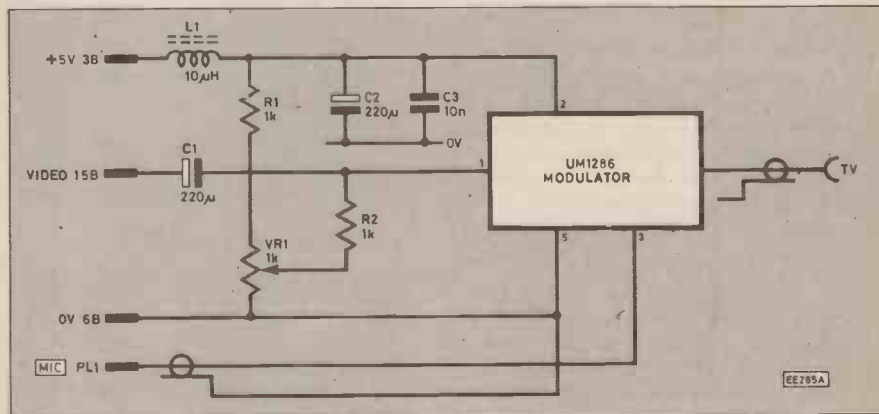 L1
+5V 3B
10µH
R1
1k
C2
220µ
C3
10n
0V
2
C1
VIDEO 15B
220µ
1
UM1286
MODULATOR
TV
R2
1k
VR1
1k
5
3
0V 6B
MIC PL1
EE285A